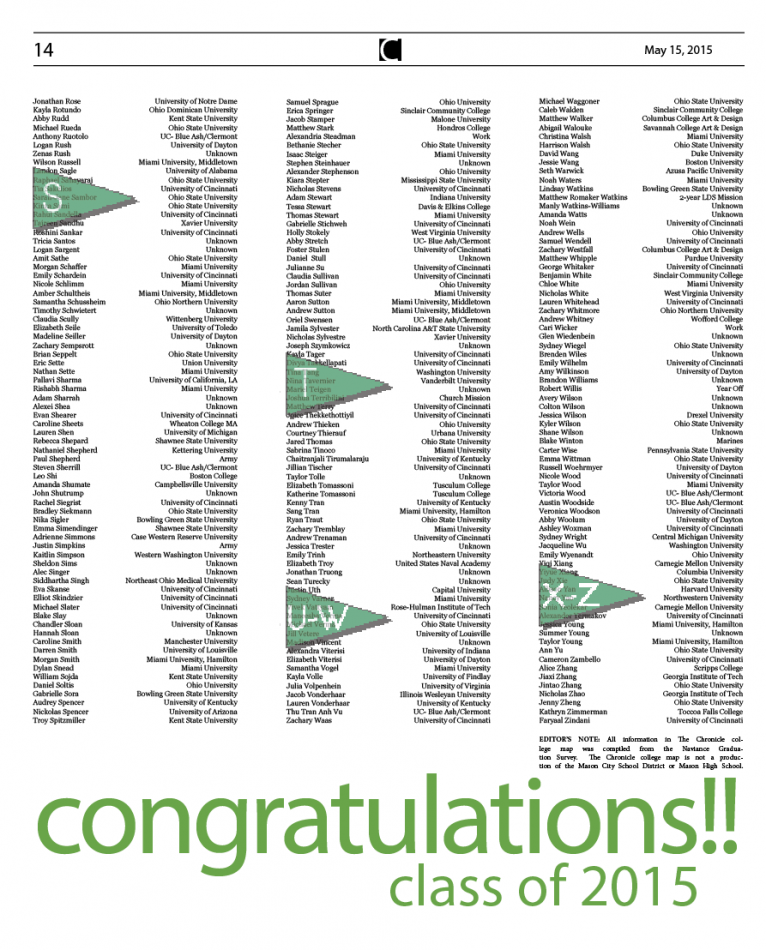 14
C
May 15, 2015
Jonathan Rose University of Notre Dame
Kayla Rotundo Ohio Dominican University
Abby Rudd Kent State University
Michael Rueda Ohio State University
Anthony Ruotolo UC- Blue Ash/Clermont
Logan Rush University of Dayton
Zenas Rush Unknown
Wilson Russell Miami University, Middletown
Landon Sagle University of Alabama
Ohio State University
University of Cincinnati
Ohio State University
Ohio State University
University of Cincinnati
Sandhu Xavier University
S
Roshini Sankar University of Cincinnati
Tricia Santos Unknown
Logan Sargent Unknown
Amit Sathe Ohio State University
Morgan Schaffer Miami University
Emily Schardein University of Cincinnati
Nicole Schlimm Miami University
Amber Schultheis Miami University, Middletown
Samantha Schussheim Ohio Northern University
Timothy Schwietert Unknown
Claudia Scully Wittenberg University
Elizabeth Seile University of Toledo
Madeline Seiller University of Dayton
Zachary Semprarott Unknown
Brian Seppelt Ohio State University
Eric Sette Union University
Nathan Sette Miami University
Pallavi Sharma University of California, LA
Rishabh Sharma Miami University
Adam Sharrah Unknown
Alexei Shea Unknown
Evan Shearer University of Cincinnati
Caroline Sheets Wheaton College MA
Lauren Shen University of Michigan
Rebecca Shepard Shawnee State University
Nathaniel Shepherd Kettering University
Paul Shepherd Army
Steven Sherrill UC- Blue Ash/Clermont
Leo Shi Boston College
Amanda Shumate Campbellsville University
John Shutrump Unknown
Rachel Siegrist University of Cincinnati
Bradley Siekmann Ohio State University
Nika Sigler Bowling Green State University
Emma Simendinger Shawnee State University
Adrienne Simmons Case Western Reserve University
Justin Simpkins Army
Kaitlin Simpson Western Washington University
Sheldon Sims Unknown
Alec Singer Unknown
Siddhartha Singh Northeast Ohio Medical University
Eva Skanse University of Cincinnati
Elliot Skindzier University of Cincinnati
Michael Slater University of Cincinnati
Blake Slay Unknown
Chandler Sloan University of Kansas
Hannah Sloan Unknown
Caroline Smith Manchester University
Darren Smith University of Louisville
Morgan Smith Miami University, Hamilton
Dylan Snead Miami University
William Sojda Kent State University
Daniel Soltis Ohio University
Gabrielle Sora Bowling Green State University
Audrey Spencer University of Kentucky
Nickolas Spencer University of Arizona
Troy Spitzmiller Kent State University
Samuel Sprague Ohio University
Erica Springer Sinclair Community College
Jacob Stamper Malone University
Matthew Stark Hondros College
Alexandria Steadman Work
Bethanie Stecher Ohio State University
Isaac Steiger Miami University
Stephen Steinhauer Unknown
Alexander Stephenson Ohio University
Kiara Stepter Mississippi State University
Nicholas Stevens University of Cincinnati
Adam Stewart Indiana University
Tessa Stewart Davis & Elkins College
Thomas Stewart Miami University
Gabrielle Stichweh University of Cincinnati
Holly Stokely West Virginia University
Abby Stretch UC- Blue Ash/Clermont
Foster Stulen University of Cincinnati
Daniel Stull Unknown
Julianne Su University of Cincinnati
Claudia Sullivan University of Cincinnati
Jordan Sullivan Ohio University
Thomas Suter Miami University
Aaron Sutton Miami University, Middletown
Andrew Sutton Miami University, Middletown
Oriel Swensen UC- Blue Ash/Clermont
Jamila Sylvester North Carolina A&T State University
Nicholas Sylvestre Xavier University
Joseph Szymkowicz Unknown
Kayla Tager University of Cincinnati
University of Cincinnati
Washington University
Vanderbilt University
Unknown
Church Mission
University of Cincinnati
T
Thekkethottiyil University of Cincinnati
Andrew Thieken Ohio University
Courtney Thierauf Urbana University
Jared Thomas Ohio State University
Sabrina Tinoco Miami University
Chaitranjali Tirumalaraju University of Kentucky
Jillian Tischer University of Cincinnati
Taylor Tolle Unknown
Elizabeth Tomassoni Tusculum College
Katherine Tomassoni Tusculum College
Kenny Tran University of Kentucky
Sang Tran Miami University, Hamilton
Ryan Traut Ohio State University
Zachary Tremblay Miami University
Andrew Trenaman University of Cincinnati
Jessica Trester Unknown
Emily Trinh Northeastern University
Elizabeth Troy United States Naval Academy
Jonathan Truong Unknown
Sean Turecky Unknown
Justin Uth Capital University
Miami University
Rose-Hulman Institute of Tech
University of Cincinnati
Ohio State University
University of Louisville
Unknown
U W
Vincent
Alexandra Viterisi University of Indiana
Elizabeth Viterisi University of Dayton
Samantha Vogel Miami University
Kayla Volle University of Findlay
Julia Volpenhein University of Virginia
Jacob Vonderhaar Illinois Wesleyan University
Lauren Vonderhaar University of Kentucky
Thu Tran Anh Vu UC- Blue Ash/Clermont
Zachary Waas University of Cincinnati
Michael Waggoner Ohio State University
Caleb Walden Sinclair Community College
Matthew Walker Columbus College Art & Design
Abigail Walouke Savannah College Art & Design
Christina Walsh Miami University
Harrison Walsh Ohio State University
David Wang Duke University
Jessie Wang Boston University
Seth Warwick Azusa Pacific University
Noah Waters Miami University
Lindsay Watkins Bowling Green State University
Matthew Romaker Watkins 2-year LDS Mission
Manly Watkins-Williams Unknown
Amanda Watts Unknown
Noah Wein University of Cincinnati
Andrew Wells Ohio University
Samuel Wendell University of Cincinnati
Zachary Westfall Columbus College Art & Design
Matthew Whipple Purdue University
George Whitaker University of Cincinnati
Benjamin White Sinclair Community College
Chloe White Miami University
Nicholas White West Virginia University
Lauren Whitehead University of Cincinnati
Zachary Whitmore Ohio Northern University
Andrew Whitney Wofford College
Cari Wicker Work
Glen Wiedenbein Unknown
Sydney Wiegel Ohio State University
Brenden Wiles Unknown
Emily Wilhelm University of Cincinnati
Amy Wilkinson University of Dayton
Brandon Williams Unknown
Robert Willis Year Off
Avery Wilson Unknown
Colton Wilson Unknown
Jessica Wilson Drexel University
Kyler Wilson Ohio State University
Shane Wilson Unknown
Blake Winton Marines
Carter Wise Pennsylvania State University
Emma Wittman Ohio State University
Russell Woehrmyer University of Dayton
Nicole Wood University of Cincinnati
Taylor Wood Miami University
Victoria Wood UC- Blue Ash/Clermont
Austin Woodside UC- Blue Ash/Clermont
Veronica Woodson University of Cincinnati
Abby Woolum University of Dayton
Ashley Woxman University of Cincinnati
Sydney Wright Central Michigan University
Jacqueline Wu Washington University
Emily Wyenandt Ohio University
Yiqi Xiang Carnegie Mellon University
Columbia University
Ohio State University
Harvard University
Northwestern University
Carnegie Mellon University
University of Cincinnati
X-Z
Jessica Young Miami University, Hamilton
Summer Young Unknown
Taylor Young Miami University, Hamilton
Ann Yu Ohio State University
Cameron Zambello University of Cincinnati
Alice Zhang Scripps College
Jiaxi Zhang Georgia Institute of Tech
Jintao Zhang Ohio State University
Nicholas Zhao Georgia Institute of Tech
Jenny Zheng Ohio State University
Kathryn Zimmerman Toccoa Falls College
Faryaal Zindani University of Cincinnati
EDITOR'S NOTE: All information in The Chronicle col-
lege map was compiled from the Naviance Gradua-
tion Survey. The Chronicle college map is not a produc-
tion of the Mason City School District or Mason High School.
congratulations!!
class of 2015